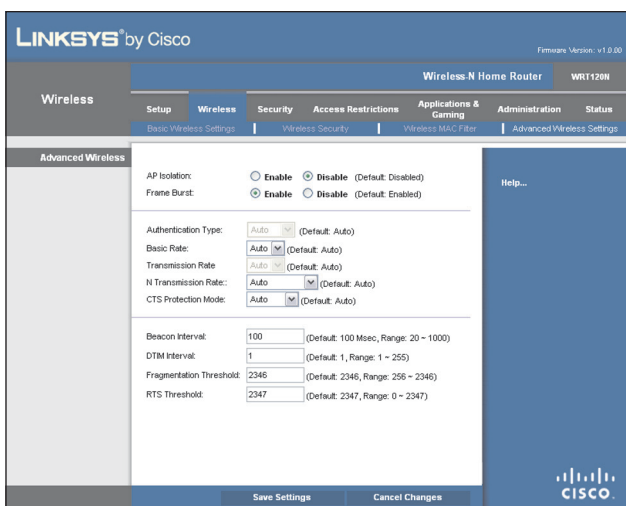 LINKSYS® by Cisco
Firmware Version: v1.0.00
Wireless-N Home Router WRT120N
Wireless
Setup Wireless Security Access Restrictions Applications & Gaming Administration Status
Basic Wireless Settings Wireless Security Wireless MAC Filter Advanced Wireless Settings
Advanced Wireless
AP Isolation: Enable Disable (Default: Disabled)
Frame Burst: Enable Disable (Default: Enabled)
Help...
Authentication Type: Auto (Default: Auto)
Basic Rate: Auto (Default: Auto)
Transmission Rate Auto (Default: Auto)
N Transmission Rate:: Auto (Default: Auto)
CTS Protection Mode: Auto (Default: Auto)
Beacon Interval: 100 (Default: 100 Msec, Range: 20 ~ 1000)
DTIM Interval: 1 (Default: 1, Range: 1 ~ 255)
Fragmentation Threshold: 2346 (Default: 2346, Range: 256 ~ 2346)
RTS Threshold: 2347 (Default: 2347, Range: 0 ~ 2347)
Save Settings Cancel Changes
CISCO.